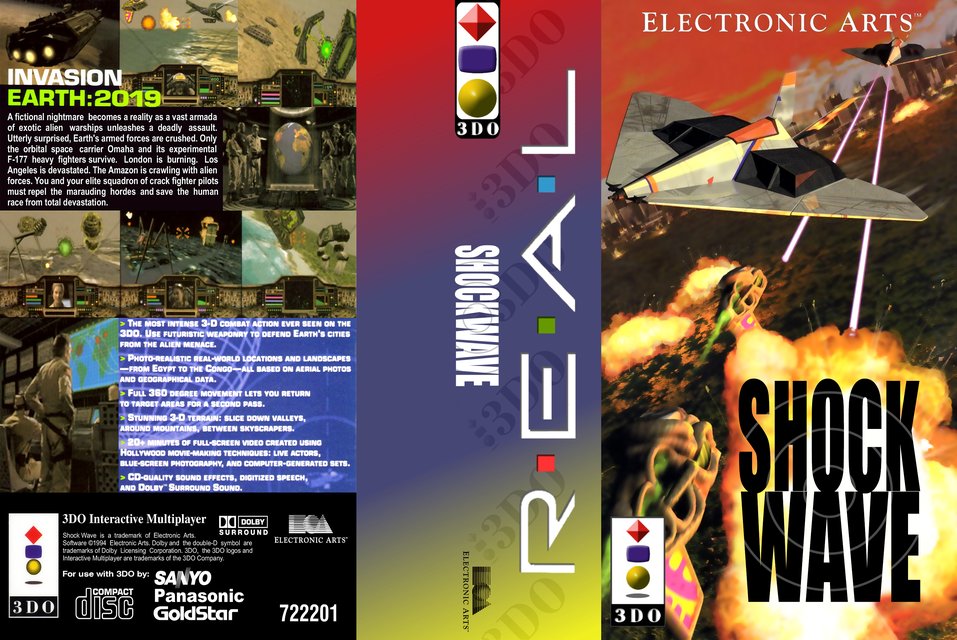 INVASION
EARTH:2019
A fictional nightmare becomes a reality as a vast armada
of exotic alien warships unleashes a deadly assault.
Utterly surprised, Earth's armed forces are crushed. Only
the orbital space carrier Omaha and its experimental
F-177 heavy fighters survive. London is burning. Los
Angeles is devastated. The Amazon is crawling with alien
forces. You and your elite squadron of crack fighter pilots
must repel the marauding hordes and save the human
race from total devastation.
> The most intense 3-D combat action ever seen on the
3DO. Use futuristic weaponry to defend Earth's cities
from the alien menace.
> Photo-realistic real-world locations and landscapes
—from Egypt to the Congo—all based on aerial photos
and geographical data.
> Full 360 degree movement lets you return
to target areas for a second pass.
> Stunning 3-D terrain: slice down valleys,
around mountains, between skyscrapers.
> 20+ minutes of full-screen video created using
Hollywood movie-making techniques: live actors,
blue-screen photography, and computer-generated sets.
> CD-quality sound effects, digitized speech,
and Dolby™ Surround Sound.
3DO
3DO Interactive Multiplayer
Shock Wave is a trademark of Electronic Arts.
Software ©1994 Electronic Arts. Dolby and the double-D symbol are
trademarks of Dolby Licensing Corporation. 3DO, the 3DO logos and
Interactive Multiplayer are trademarks of the 3DO Company.
DOLBY
SURROUND
ELECTRONIC ARTS™
For use with 3DO by:
COMPACT
disc
SANYO
Panasonic
GoldStar
722201
3DO
R·E·A·L
SHOCKWAVE
ELECTRONIC ARTS™
3DO
3DO
3DO
3DO
3DO
ELECTRONIC ARTS™
SHOCK
WAVE
3DO